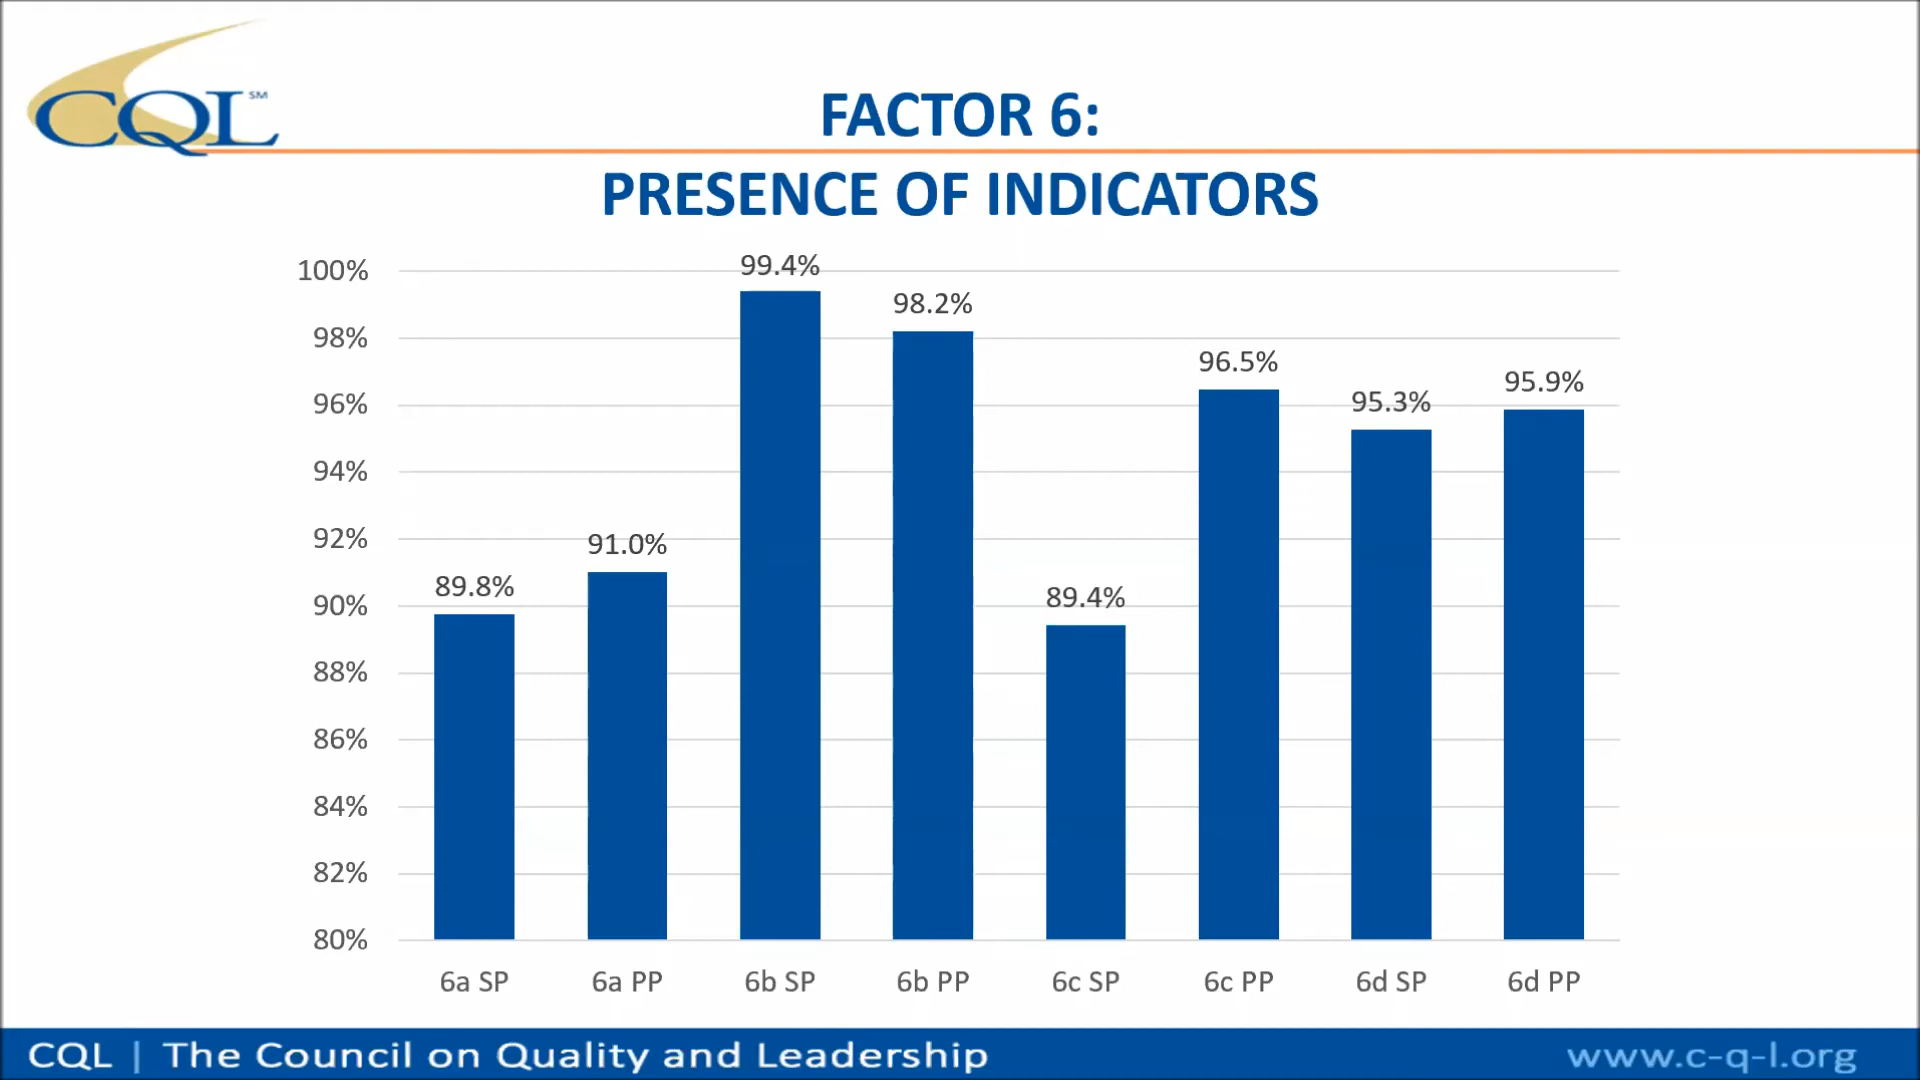 CQL SM
FACTOR 6:
PRESENCE OF INDICATORS
100%
98%
96%
94%
92%
90%
88%
86%
84%
82%
80%
89.8%
91.0%
99.4%
98.2%
89.4%
96.5%
95.3%
95.9%
6a SP
6a PP
6b SP
6b PP
6c SP
6c PP
6d SP
6d PP
CQL | The Council on Quality and Leadership
www.c-q-l.org